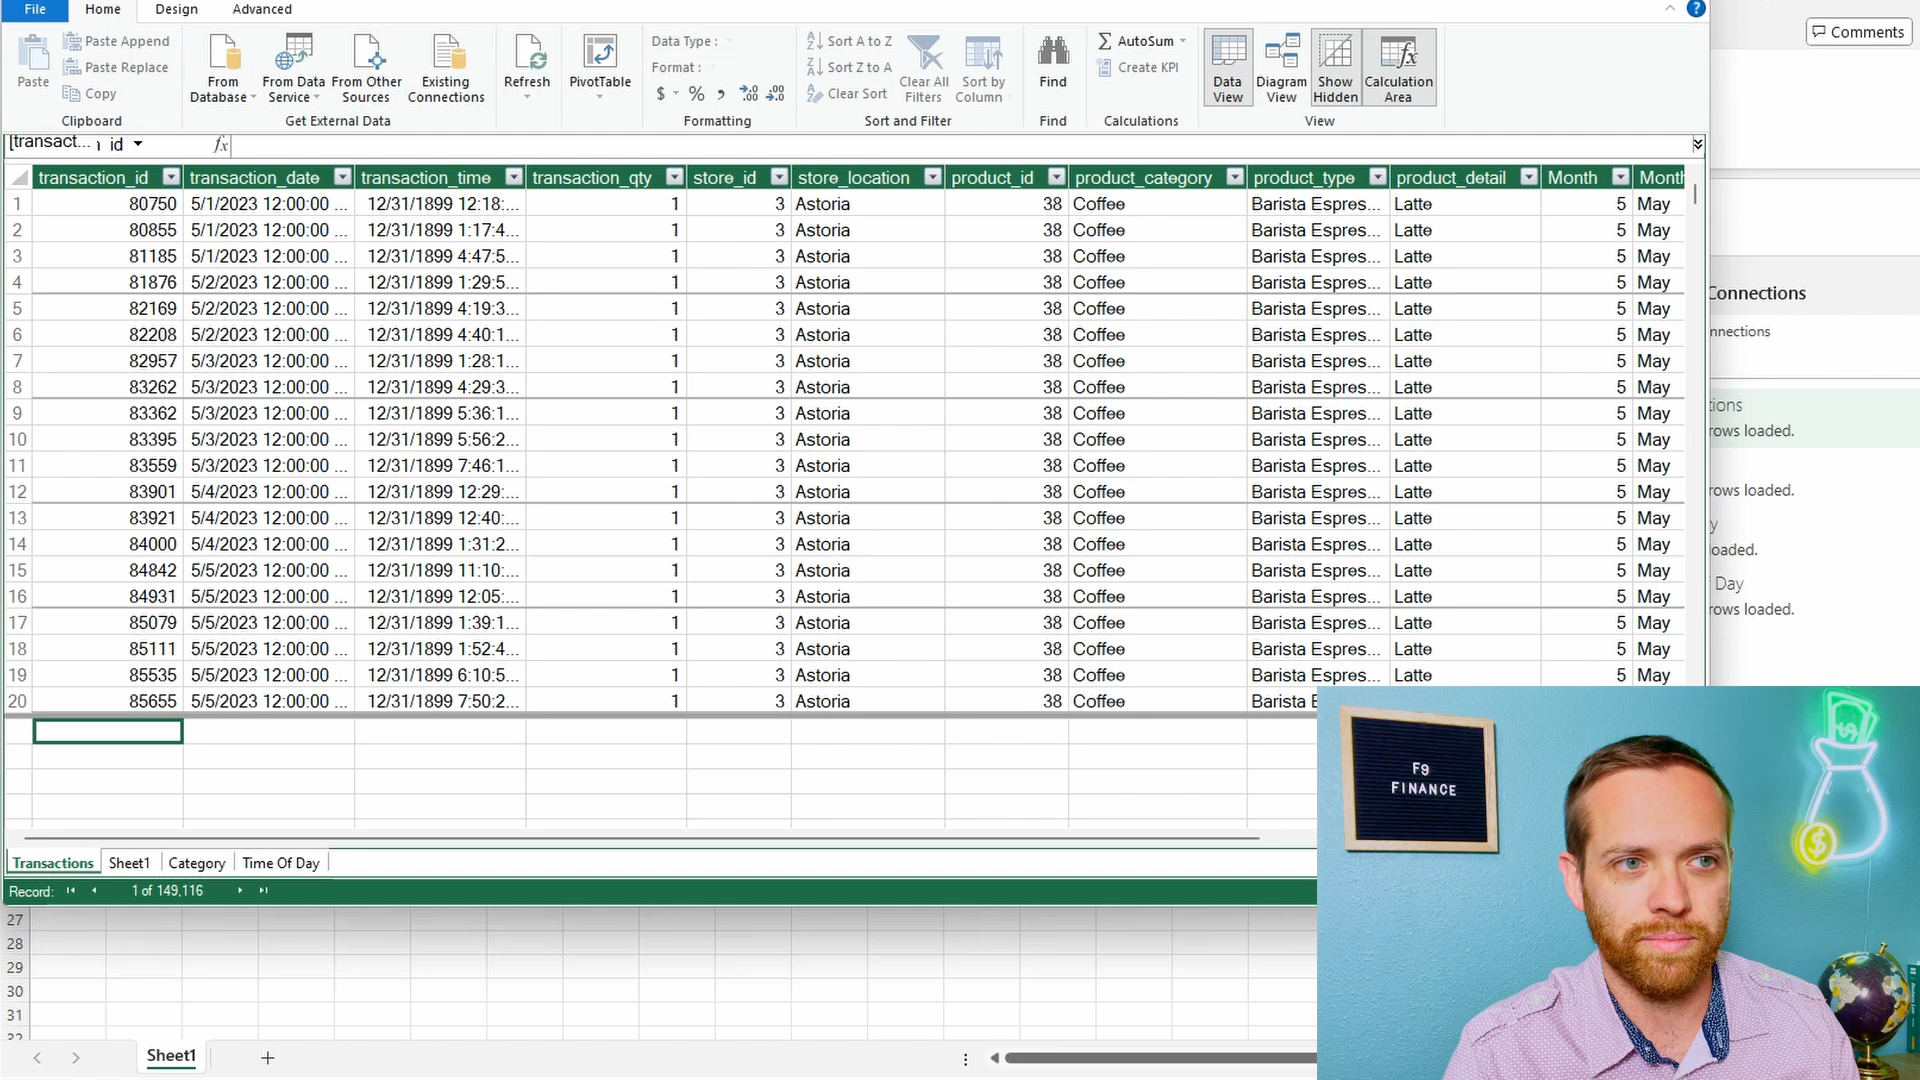 File Home Design Advanced
Comments
Paste
Paste Append
Paste Replace
Copy
Clipboard
From Database
From Data Service
From Other Sources
Existing Connections
Get External Data
Refresh
PivotTable
Data Type :
Format :
$ % ,
Formatting
Sort A to Z
Sort Z to A
Clear Sort
Clear All Filters
Sort by Column
Sort and Filter
Find
Find
AutoSum
Create KPI
Calculations
Data View
Diagram View
Show Hidden
Calculation Area
View
[transact... id fx
transaction_id transaction_date transaction_time transaction_qty store_id store_location product_id product_category product_type product_detail Month Month
1 80750 5/1/2023 12:00:00 ... 12/31/1899 12:18:... 1 3 Astoria 38 Coffee Barista Espres... Latte 5 May
2 80855 5/1/2023 12:00:00 ... 12/31/1899 1:17:4... 1 3 Astoria 38 Coffee Barista Espres... Latte 5 May
3 81185 5/1/2023 12:00:00 ... 12/31/1899 4:47:5... 1 3 Astoria 38 Coffee Barista Espres... Latte 5 May
4 81876 5/2/2023 12:00:00 ... 12/31/1899 1:29:5... 1 3 Astoria 38 Coffee Barista Espres... Latte 5 May
5 82169 5/2/2023 12:00:00 ... 12/31/1899 4:19:3... 1 3 Astoria 38 Coffee Barista Espres... Latte 5 May
6 82208 5/2/2023 12:00:00 ... 12/31/1899 4:40:1... 1 3 Astoria 38 Coffee Barista Espres... Latte 5 May
7 82957 5/3/2023 12:00:00 ... 12/31/1899 1:28:1... 1 3 Astoria 38 Coffee Barista Espres... Latte 5 May
8 83262 5/3/2023 12:00:00 ... 12/31/1899 4:29:3... 1 3 Astoria 38 Coffee Barista Espres... Latte 5 May
9 83362 5/3/2023 12:00:00 ... 12/31/1899 5:36:1... 1 3 Astoria 38 Coffee Barista Espres... Latte 5 May
10 83395 5/3/2023 12:00:00 ... 12/31/1899 5:56:2... 1 3 Astoria 38 Coffee Barista Espres... Latte 5 May
11 83559 5/3/2023 12:00:00 ... 12/31/1899 7:46:1... 1 3 Astoria 38 Coffee Barista Espres... Latte 5 May
12 83901 5/4/2023 12:00:00 ... 12/31/1899 12:29:... 1 3 Astoria 38 Coffee Barista Espres... Latte 5 May
13 83921 5/4/2023 12:00:00 ... 12/31/1899 12:40:... 1 3 Astoria 38 Coffee Barista Espres... Latte 5 May
14 84000 5/4/2023 12:00:00 ... 12/31/1899 1:31:2... 1 3 Astoria 38 Coffee Barista Espres... Latte 5 May
15 84842 5/5/2023 12:00:00 ... 12/31/1899 11:10:... 1 3 Astoria 38 Coffee Barista Espres... Latte 5 May
16 84931 5/5/2023 12:00:00 ... 12/31/1899 12:05:... 1 3 Astoria 38 Coffee Barista Espres... Latte 5 May
17 85079 5/5/2023 12:00:00 ... 12/31/1899 1:39:1... 1 3 Astoria 38 Coffee Barista Espres... Latte 5 May
18 85111 5/5/2023 12:00:00 ... 12/31/1899 1:52:4... 1 3 Astoria 38 Coffee Barista Espres... Latte 5 May
19 85535 5/5/2023 12:00:00 ... 12/31/1899 6:10:5... 1 3 Astoria 38 Coffee Barista Espres... Latte 5 May
20 85655 5/5/2023 12:00:00 ... 12/31/1899 7:50:2... 1 3 Astoria 38 Coffee Barista
Connections
nnections
tions
rows loaded.
rows loaded.
y
oaded.
Day
rows loaded.
Transactions Sheet1 Category Time Of Day
Record: 1 of 149,116
27
28
29
30
31
Sheet1
F9
FINANCE
$
$